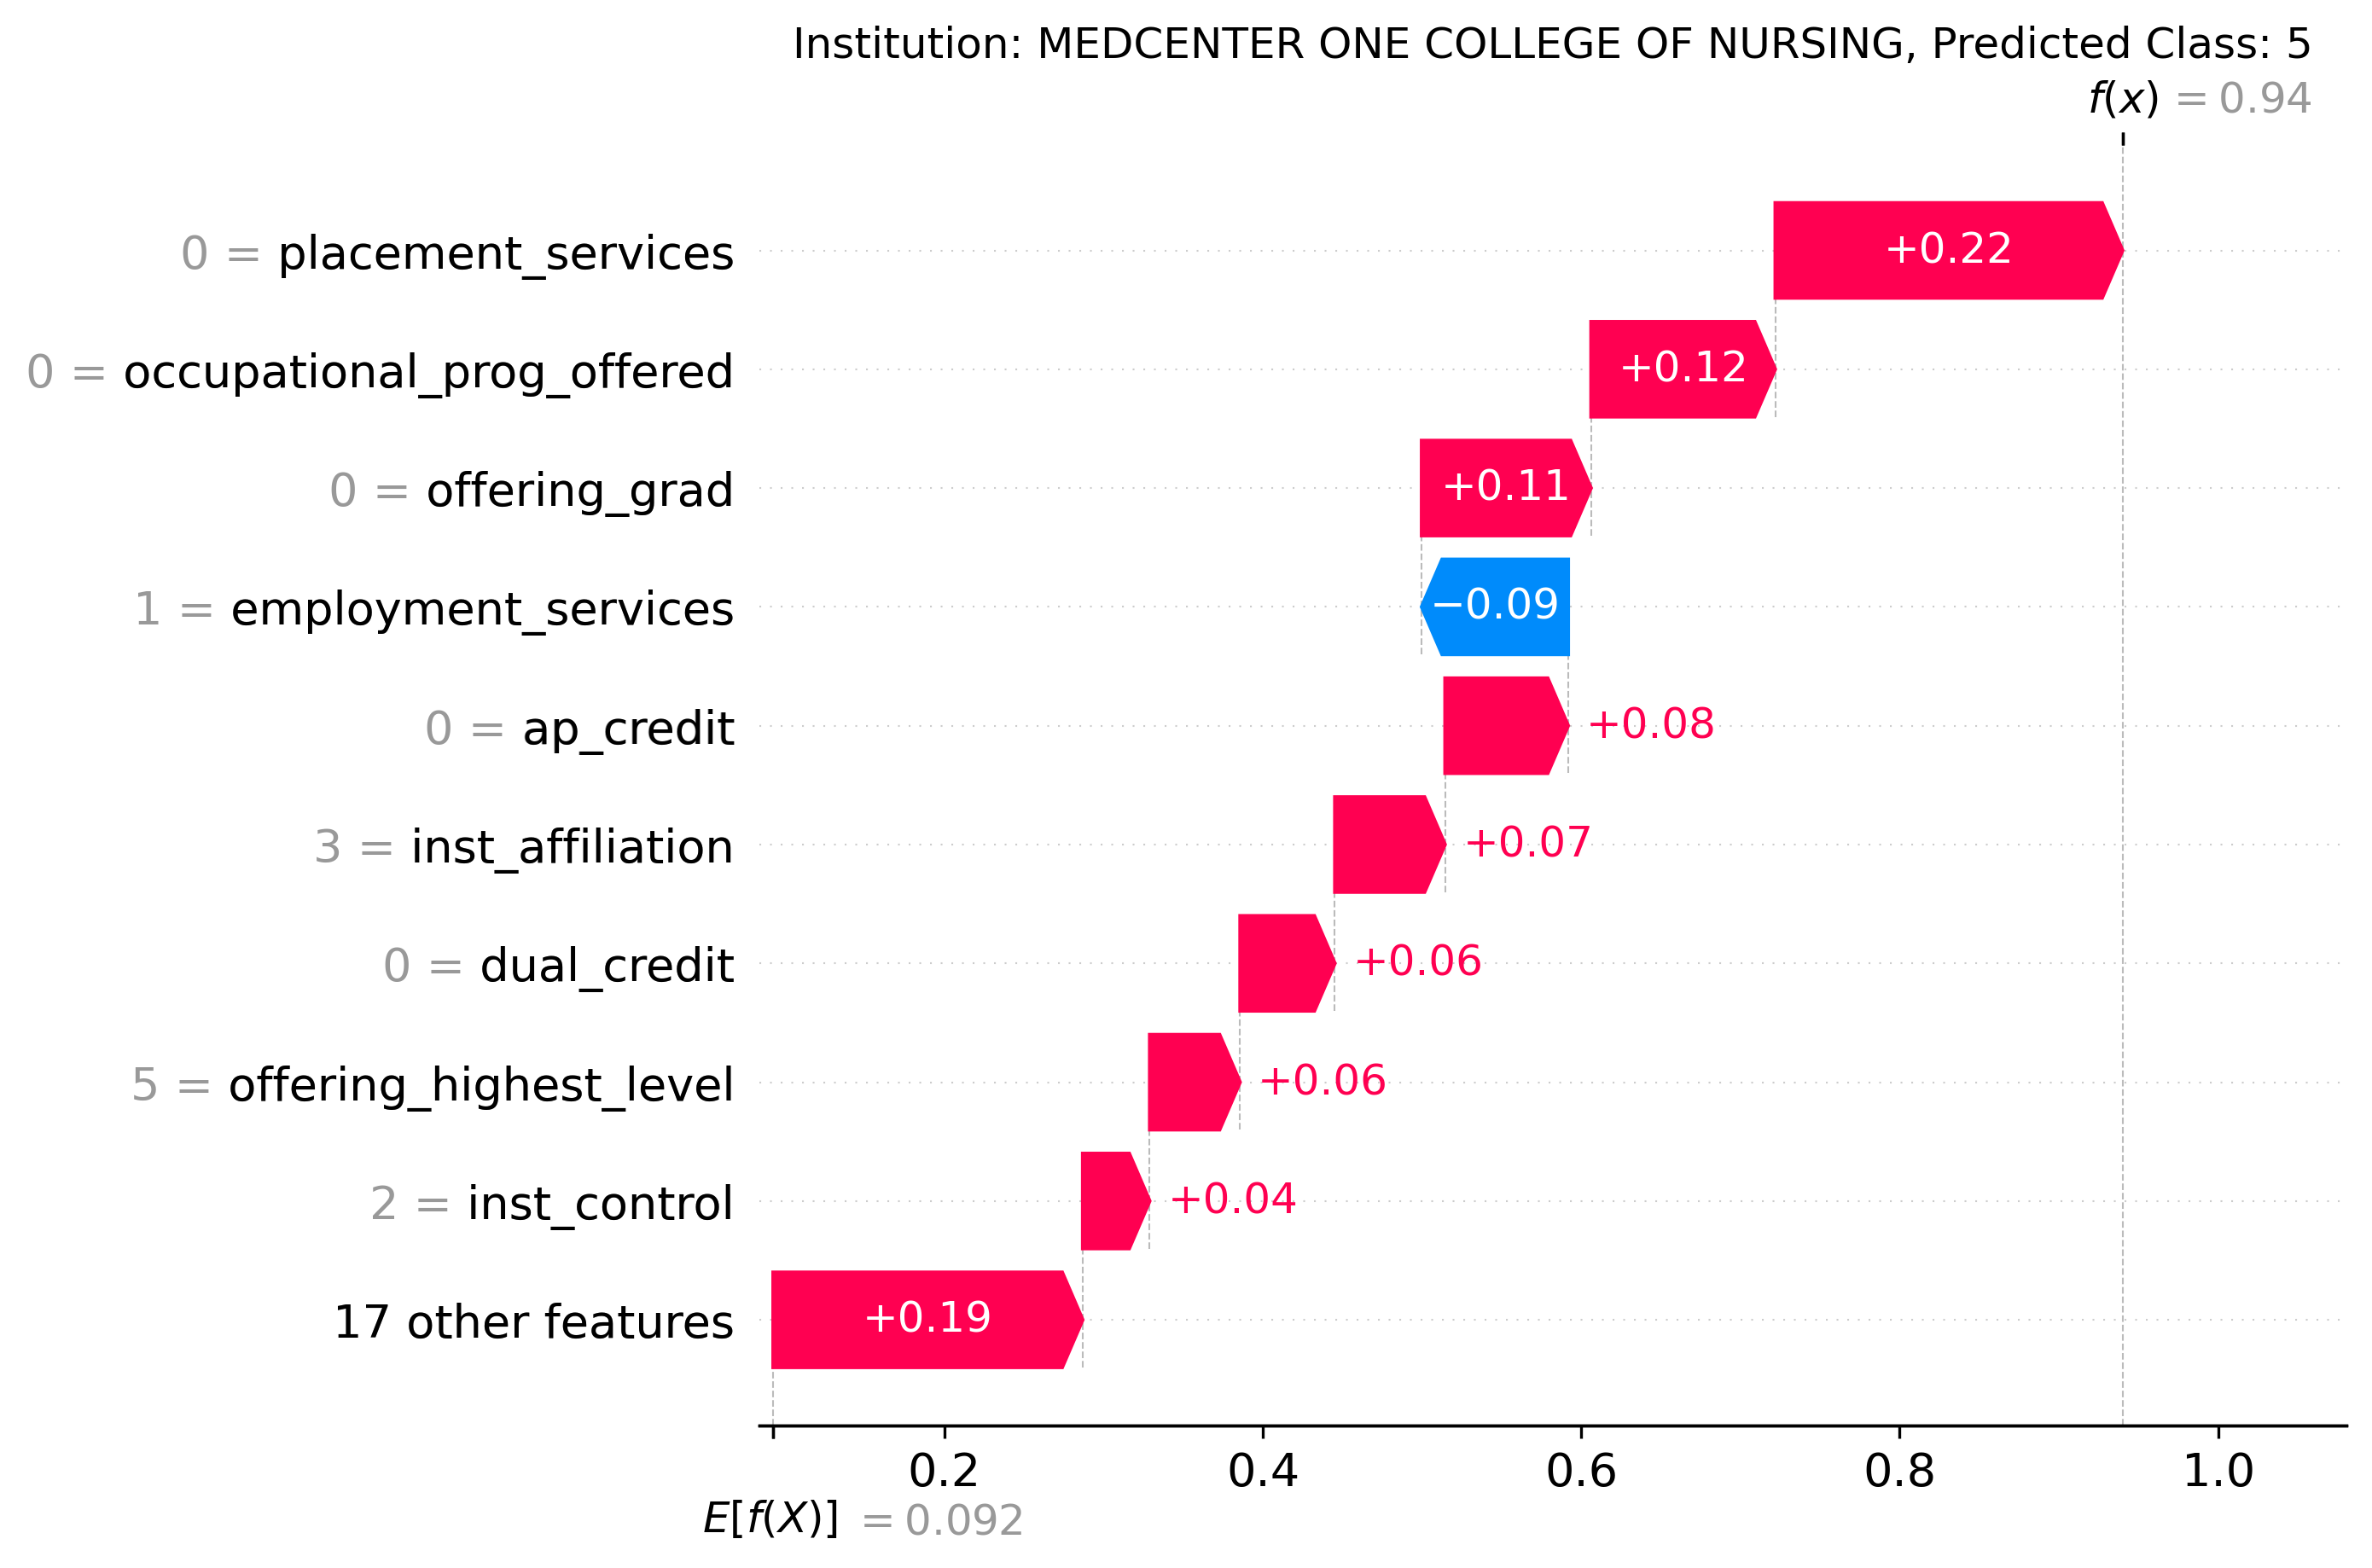 Institution: MEDCENTER ONE COLLEGE OF NURSING, Predicted Class: 5
f(x) = 0.94
0 = placement_services +0.22
0 = occupational_prog_offered +0.12
0 = offering_grad +0.11
1 = employment_services −0.09
0 = ap_credit +0.08
3 = inst_affiliation +0.07
0 = dual_credit +0.06
5 = offering_highest_level +0.06
2 = inst_control +0.04
17 other features +0.19
0.2 0.4 0.6 0.8 1.0
E[f(X)] = 0.092